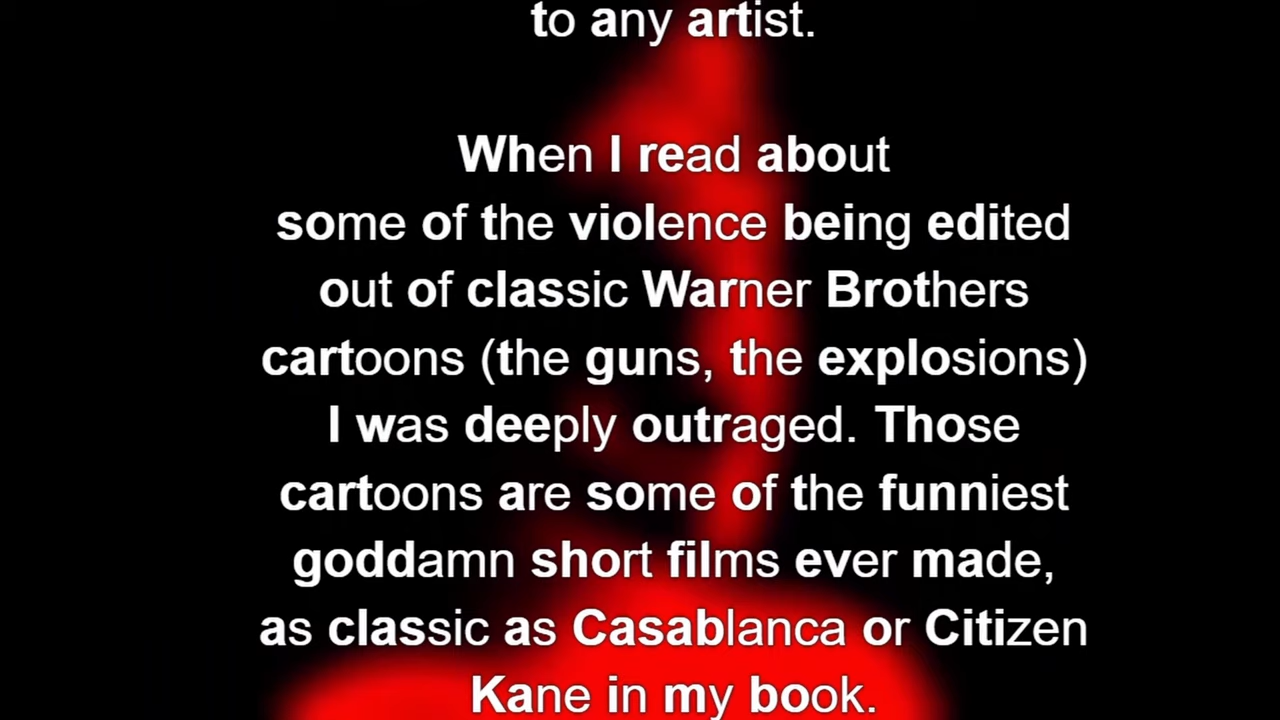 to any artist.
When I read about
some of the violence being edited
out of classic Warner Brothers
cartoons (the guns, the explosions)
I was deeply outraged. Those
cartoons are some of the funniest
goddamn short films ever made,
as classic as Casablanca or Citizen
Kane in my book.